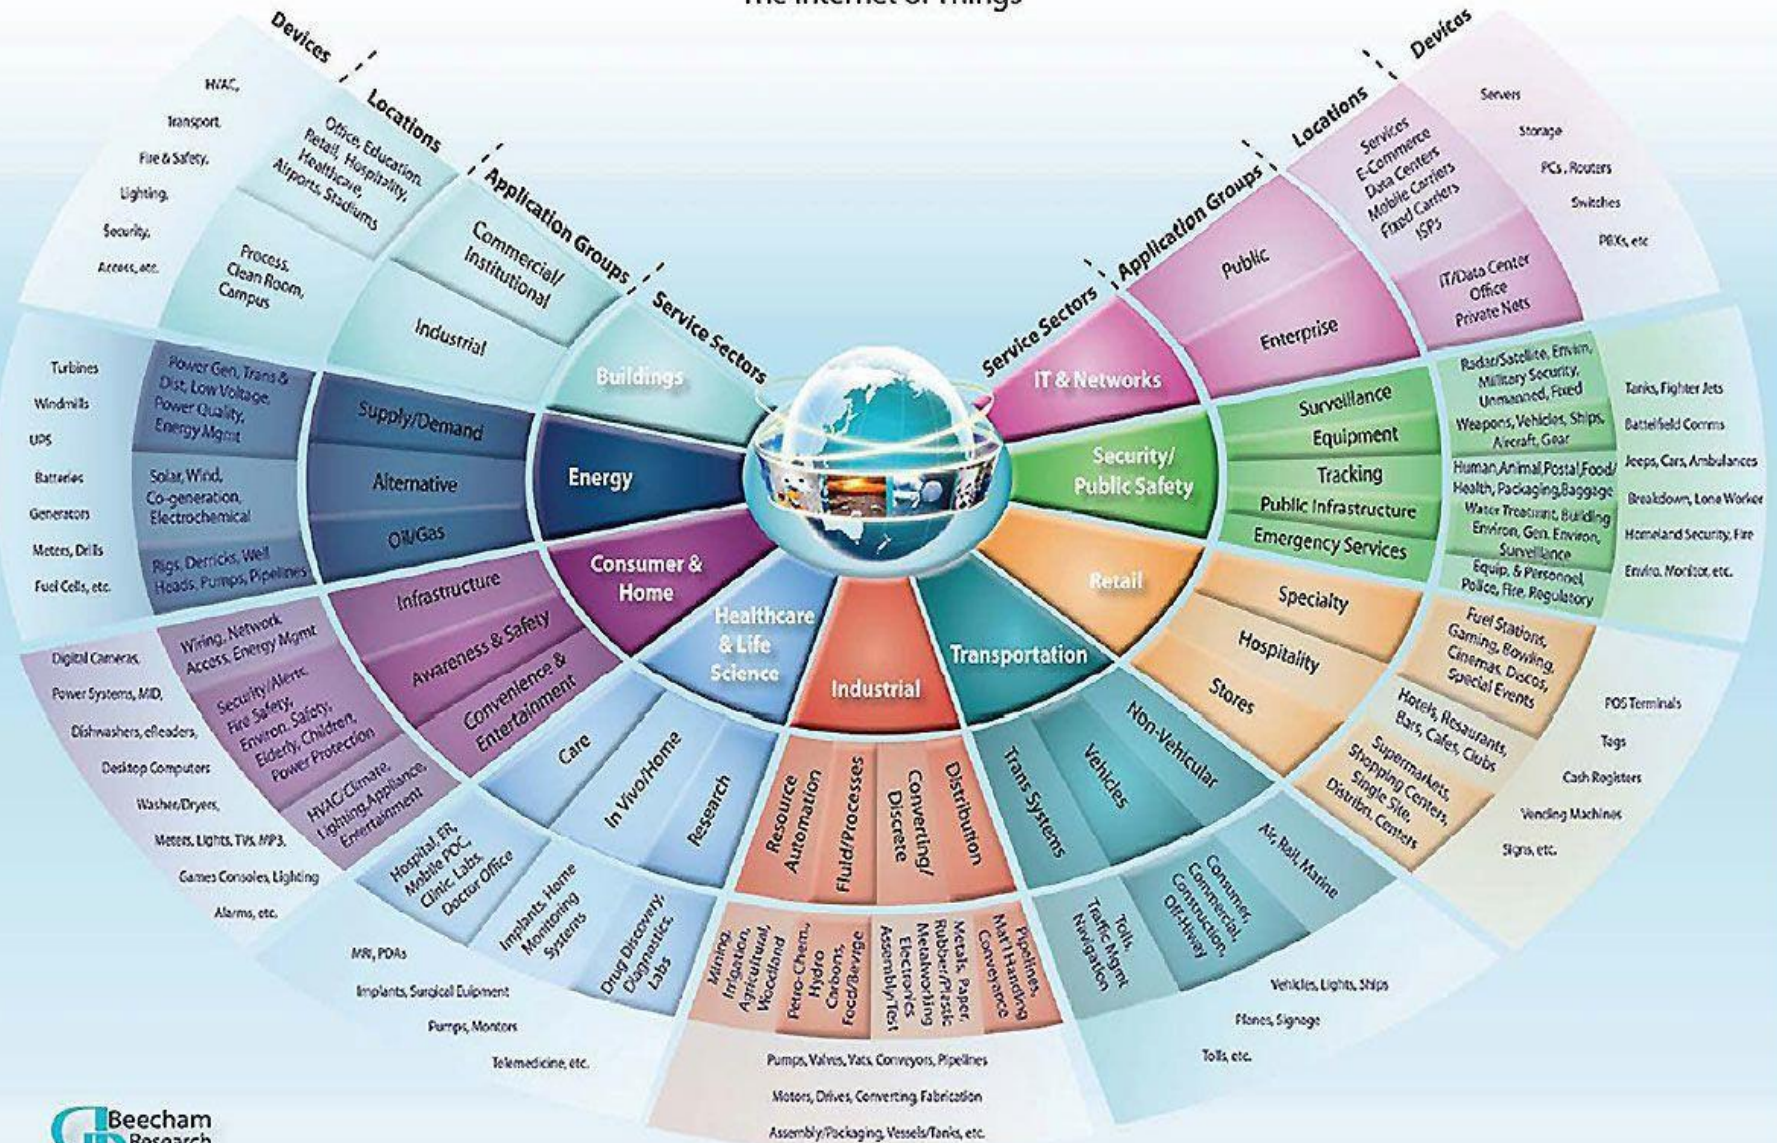 The Internet of Things
Devices
Locations
Application Groups
Service Sectors
Service Sectors
Application Groups
Locations
Devices
HVAC,
Transport,
Fire & Safety,
Lighting,
Security,
Access, etc.
Office, Education,
Retail, Hospitality,
Healthcare,
Airports, Stadiums
Process,
Clean Room,
Campus
Commercial/
Institutional
Industrial
Buildings
Turbines
Windmills
UPS
Batteries
Generators
Meters, Drills
Fuel Cells, etc.
Power Gen, Trans &
Dist, Low Voltage,
Power Quality,
Energy Mgmt
Solar, Wind,
Co-generation,
Electrochemical
Rigs, Derricks, Well
Heads, Pumps, Pipelines
Supply/Demand
Alternative
Oil/Gas
Energy
Digital Cameras,
Power Systems, MID,
Dishwashers, eReaders,
Desktop Computers
Washer/Dryers,
Meters, Lights, TVs, MP3,
Games Consoles, Lighting
Alarms, etc.
Wiring, Network
Access, Energy Mgmt
Security/Alerts,
Fire Safety,
Environ. Safety,
Elderly, Children,
Power Protection
HVAC/Climate,
Lighting,Appliance,
Entertainment
Infrastructure
Awareness & Safety
Convenience &
Entertainment
Consumer &
Home
MRI, PDAs
Implants, Surgical Euipment
Pumps, Montors
Telemedicine, etc.
Hospital, ER,
Mobile POC,
Clinic, Labs,
Doctor Office
Implants, Home
Monitoring
Systems
Drug Discovery,
Diagnostics,
Labs
Care
In Vivo/Home
Research
Healthcare
& Life
Science
Industrial
Resource
Automation
Fluid/Processes
Converting/
Discrete
Distribution
Mining,
Irrigation,
Agricultural,
Woodland
Petro-Chem.,
Hydro
Carbons,
Food/Bevrge
Metals, Paper,
Rubber/Plastic
Metalworking
Electronics
Assembly/Test
Pipelines,
Mat'l Handling
Conveyance
Pumps, Valves, Vats, Conveyors, Pipelines
Motors, Drives, Converting, Fabrication
Assembly/Packaging, Vessels/Tanks, etc.
Transportation
Trans Systems
Vehicles
Non-Vehicular
Tolls,
Traffic Mgmt
Navigation
Consumer,
Commercial,
Construction,
Off-Hiway
Air, Rail, Marine
Vehicles, Lights, Ships
Planes, Signage
Tolls, etc.
Retail
Specialty
Hospitality
Stores
Fuel Stations,
Gaming, Bowling,
Cinemas, Discos,
Special Events
Hotels, Resaurants,
Bars, Cafes, Clubs
Supermarkets,
Shopping Centers,
Single Site,
Distribn. Centers
POS Terminals
Tags
Cash Registers
Vending Machines
Signs, etc.
Security/
Public Safety
Surveillance
Equipment
Tracking
Public Infrastructure
Emergency Services
Radar/Satellite, Envirn,
Military Security,
Unmanned, Fixed
Weapons, Vehicles, Ships,
Aircraft, Gear
Human,Animal,Postal,Food/
Health, Packaging,Baggage
Water Treatmnt, Building
Environ, Gen. Environ,
Surveillance
Equip. & Personnel,
Police, Fire, Regulatory
Tanks, Fighter Jets
Battelfield Comms
Jeeps, Cars, Ambulances
Breakdown, Lone Worker
Homeland Security, Fire
Enviro. Monitor, etc.
IT & Networks
Public
Enterprise
Services
E-Commerce
Data Centers
Mobile Carriers
Fixed Carriers
ISPs
IT/Data Center
Office
Private Nets
Servers
Storage
PCs, Routers
Switches
PBXs, etc
Beecham
Research